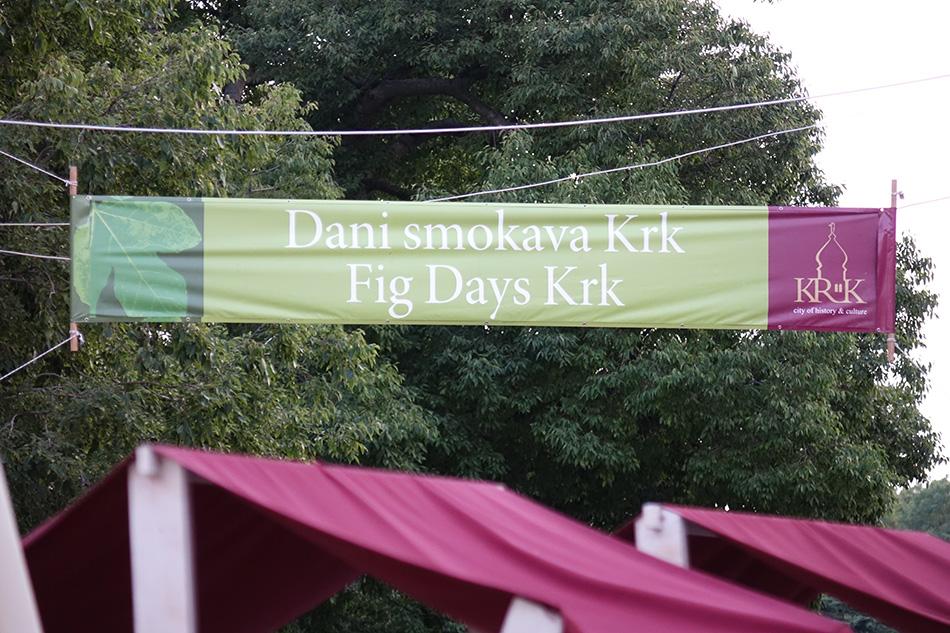 Dani smokava Krk
Fig Days Krk
KRK
city of history & culture